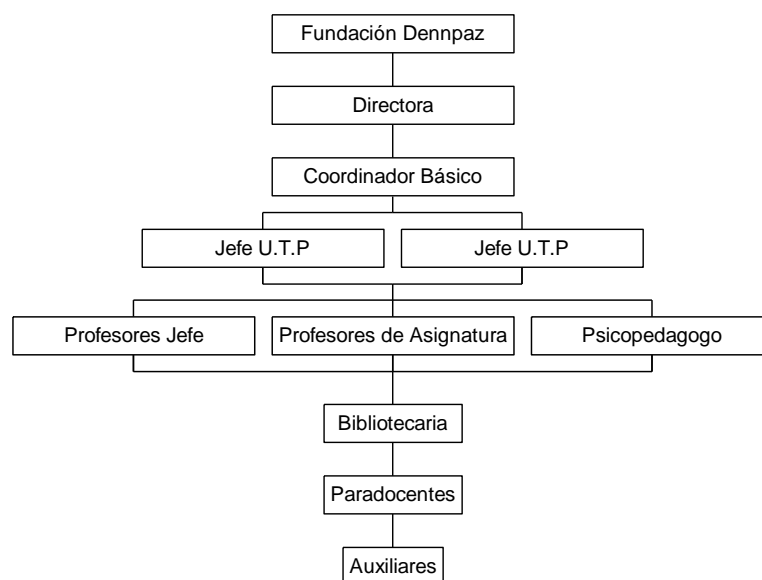 Fundación Dennpaz
Directora
Coordinador Básico
Jefe U.T.P
Jefe U.T.P
Profesores Jefe
Profesores de Asignatura
Psicopedagogo
Bibliotecaria
Paradocentes
Auxiliares